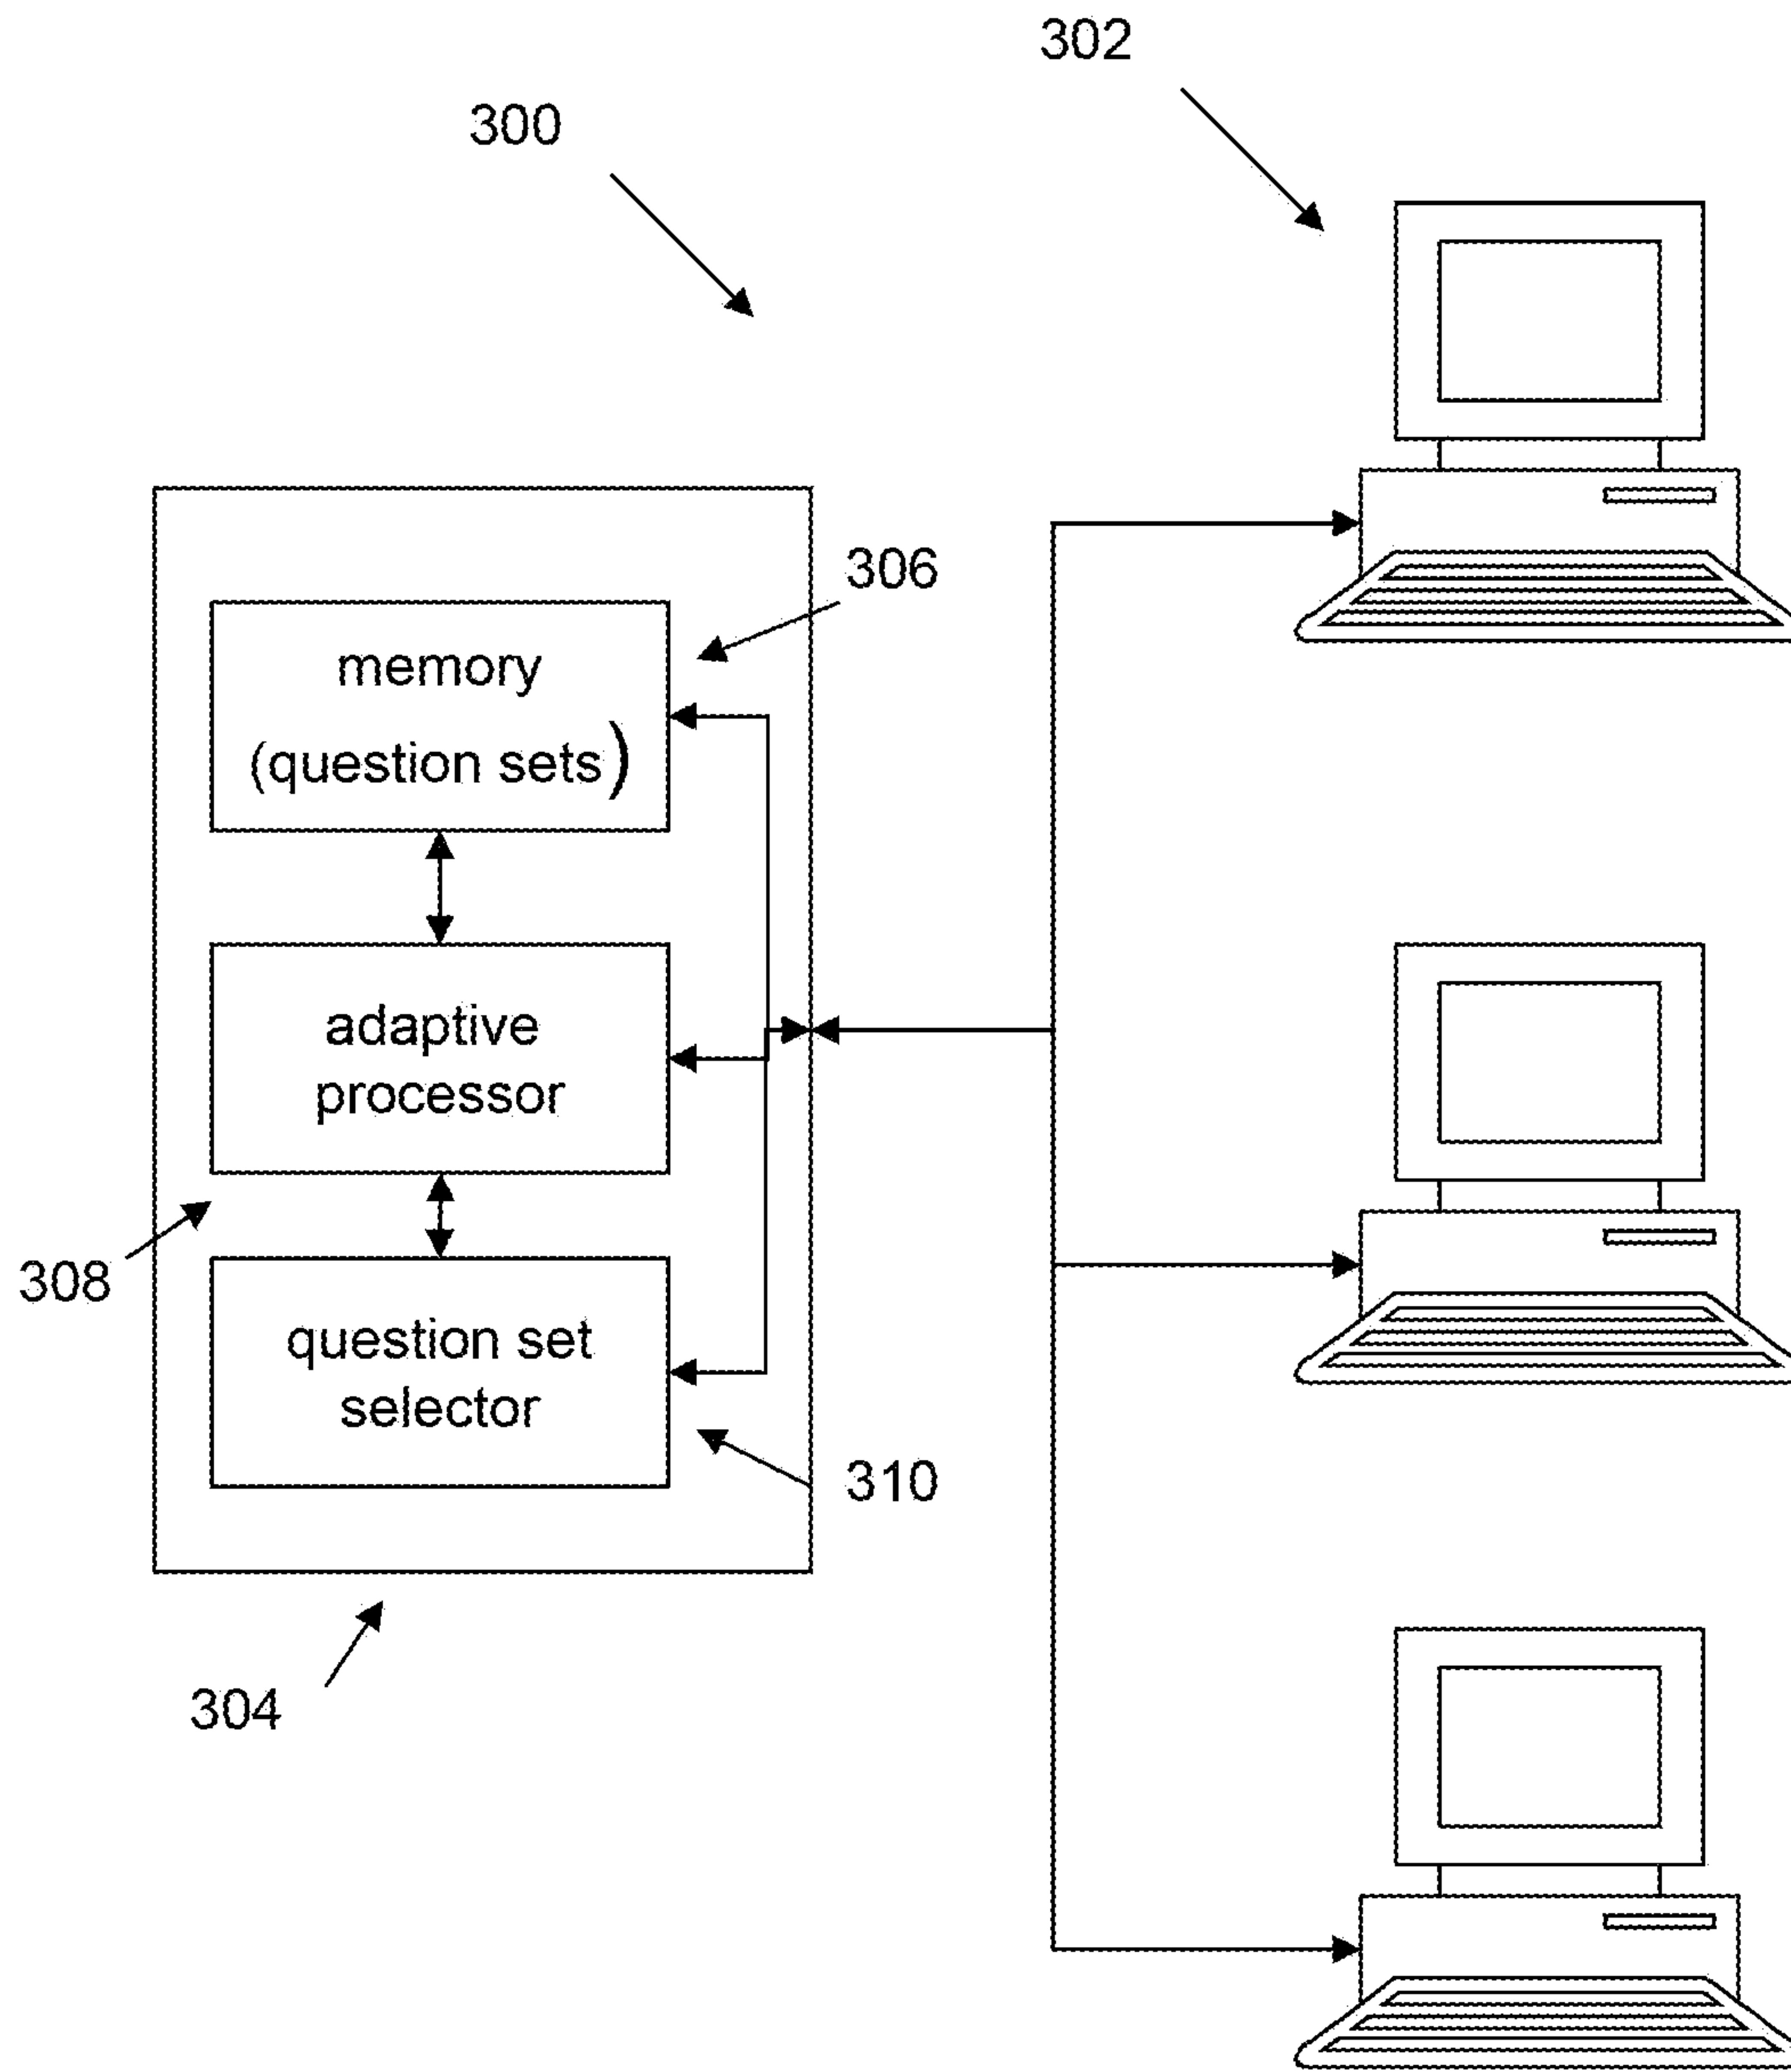 302
300
306
memory
(question sets)
adaptive
processor
308
question set
selector
310
304